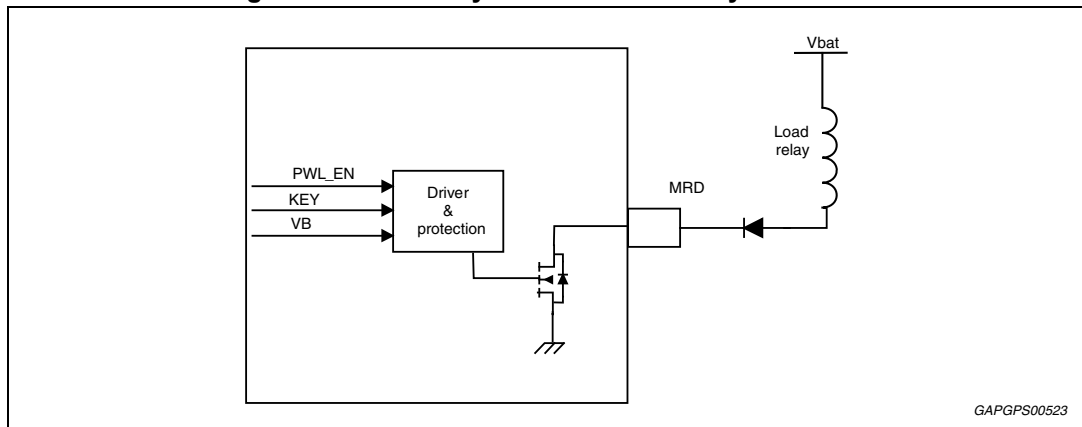 Vbat
Load
relay
MRD
PWL_EN
KEY
VB
Driver
&
protection
GAPGPS00523